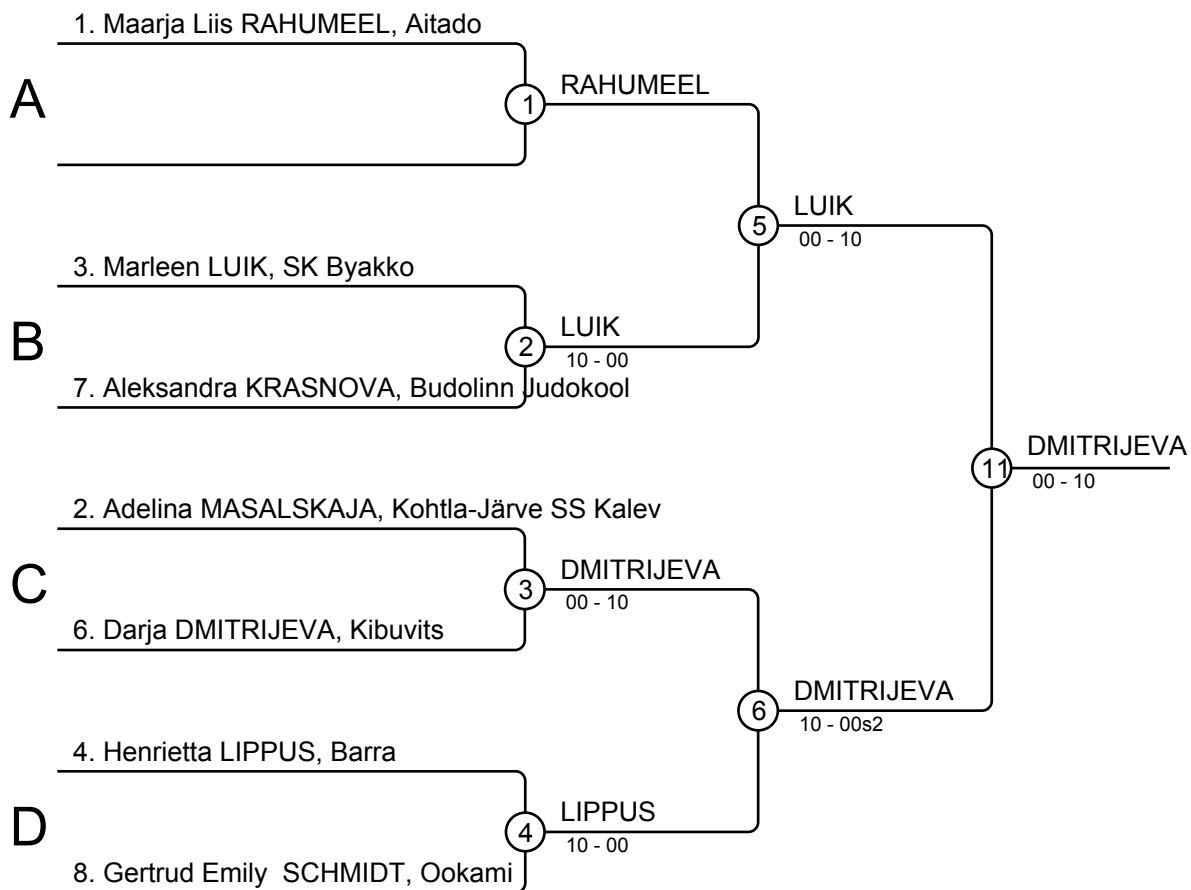 1. Maarja Liis RAHUMEEL, Aitado
A
1
RAHUMEEL
5
LUIK
00 - 10
3. Marleen LUIK, SK Byakko
B
2
LUIK
10 - 00
7. Aleksandra KRASNOVA, Budolinn Judokool
11
DMITRIJEVA
00 - 10
2. Adelina MASALSKAJA, Kohtla-Järve SS Kalev
C
3
DMITRIJEVA
00 - 10
6. Darja DMITRIJEVA, Kibuvits
6
DMITRIJEVA
10 - 00s2
4. Henrietta LIPPUS, Barra
D
4
LIPPUS
10 - 00
8. Gertrud Emily  SCHMIDT, Ookami